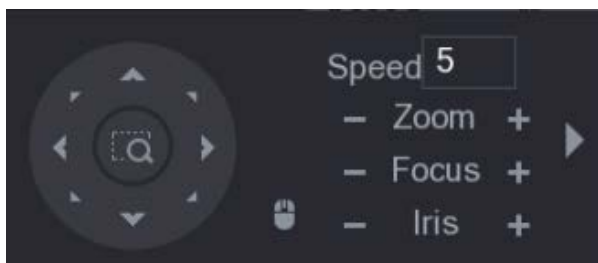 Speed 5
− Zoom +
− Focus +
− Iris +